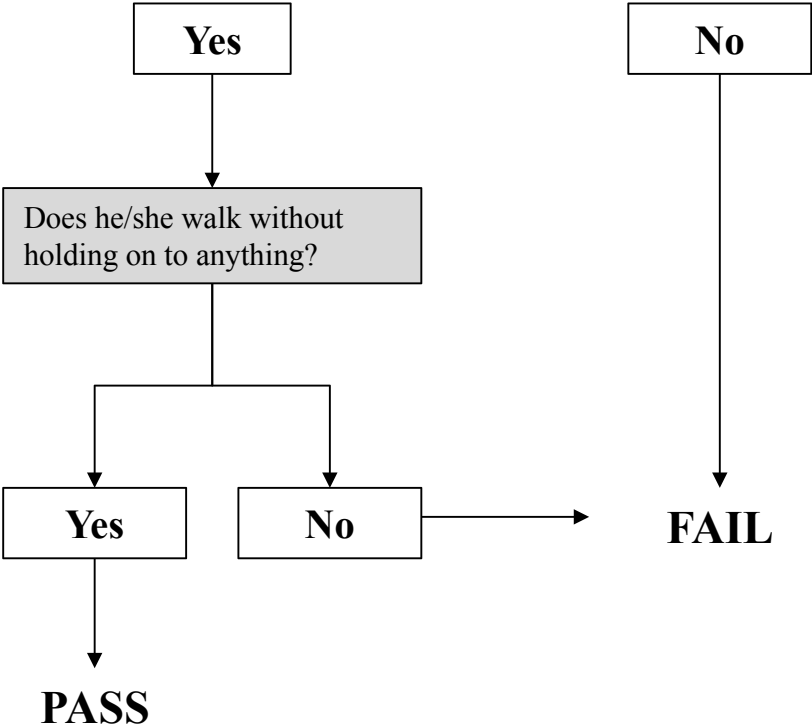 Yes
No
Does he/she walk without
holding on to anything?
Yes
No
FAIL
PASS